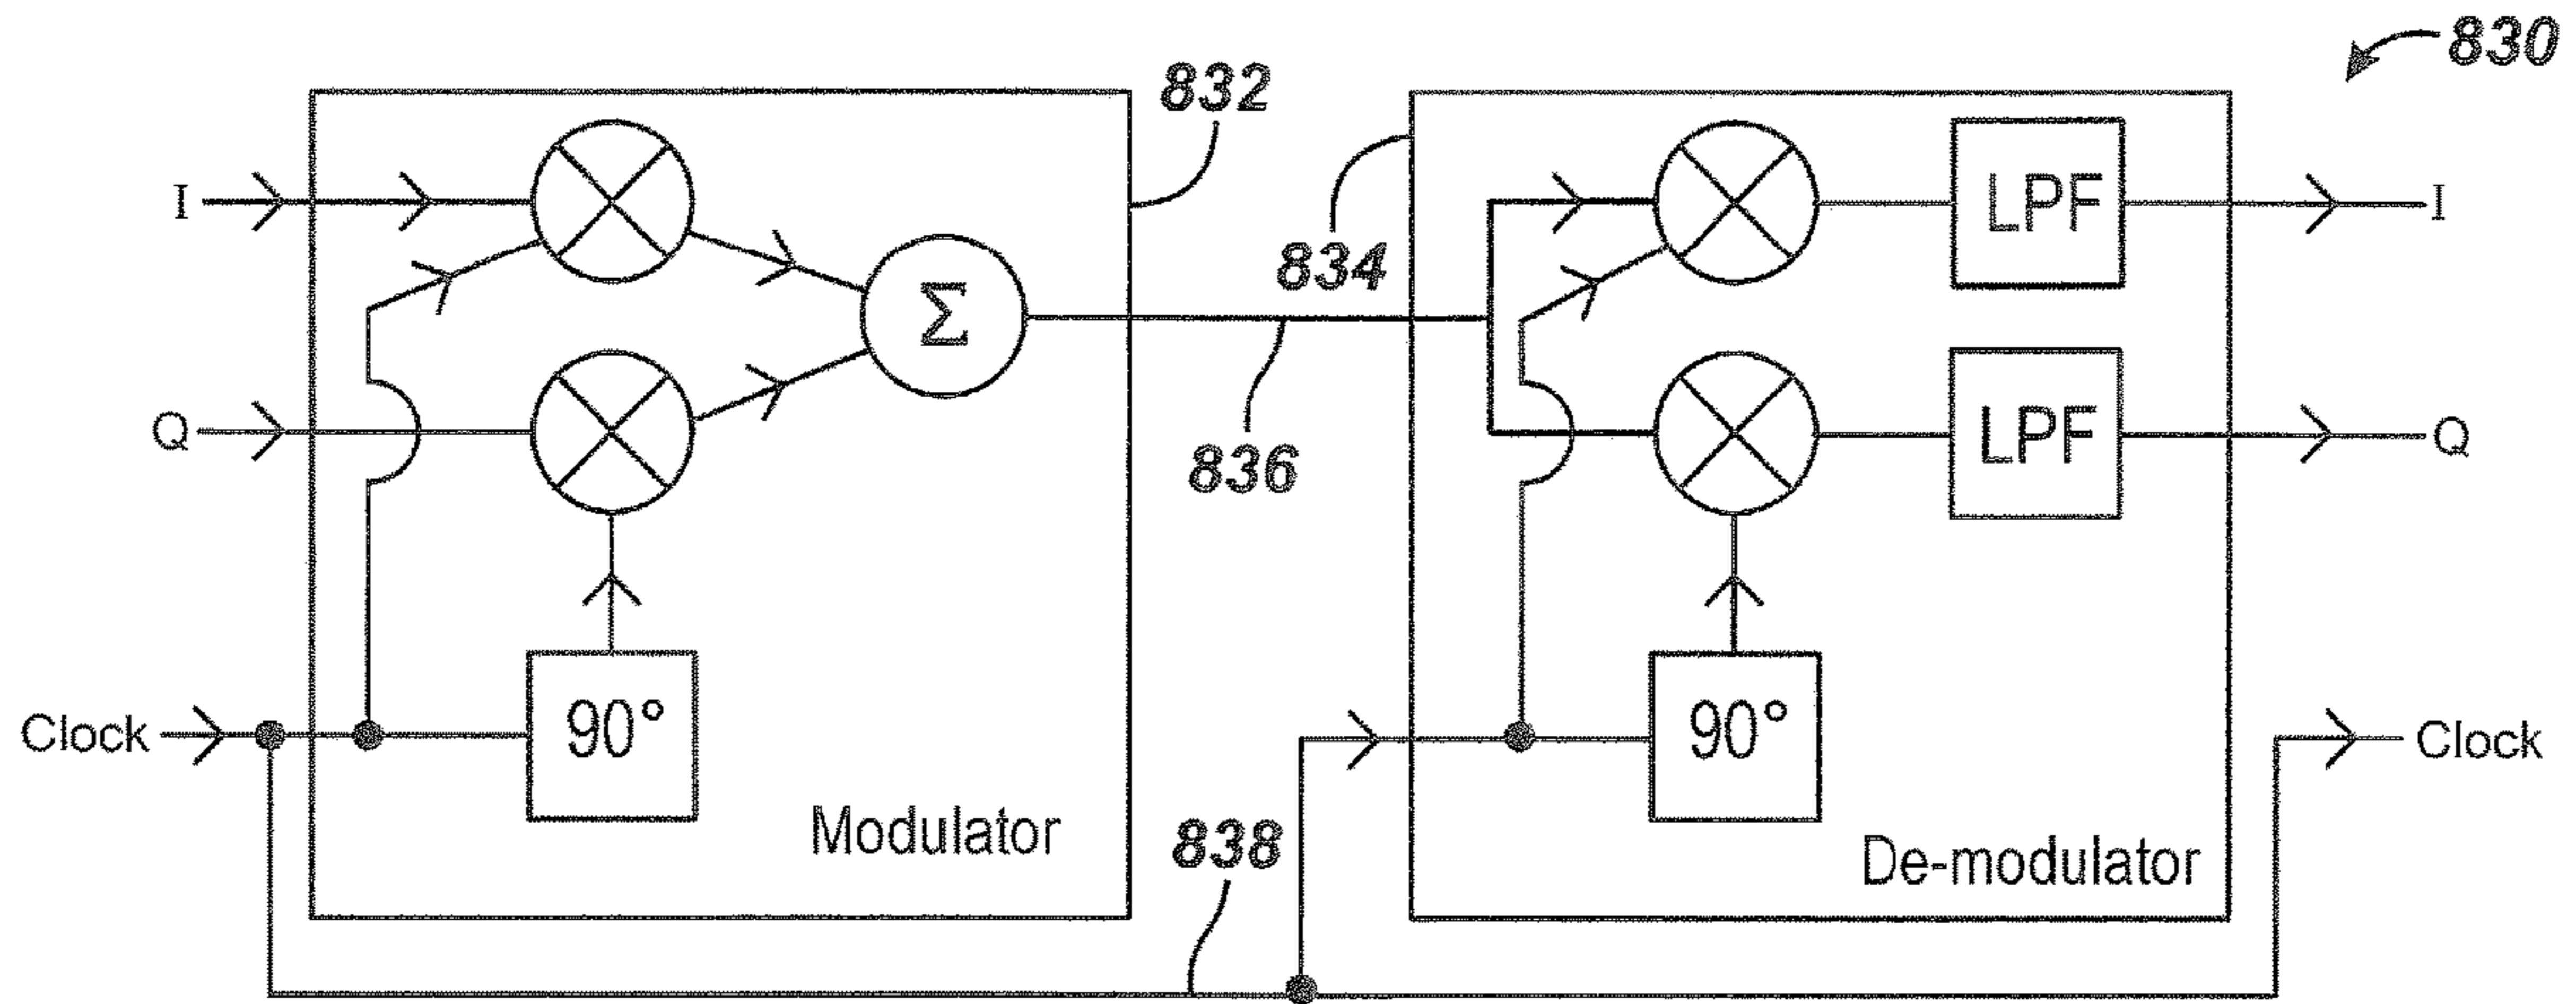 830
832
I
LPF
I
834
Σ
Q
836
LPF
Q
Clock
90°
90°
Clock
Modulator
838
De-modulator